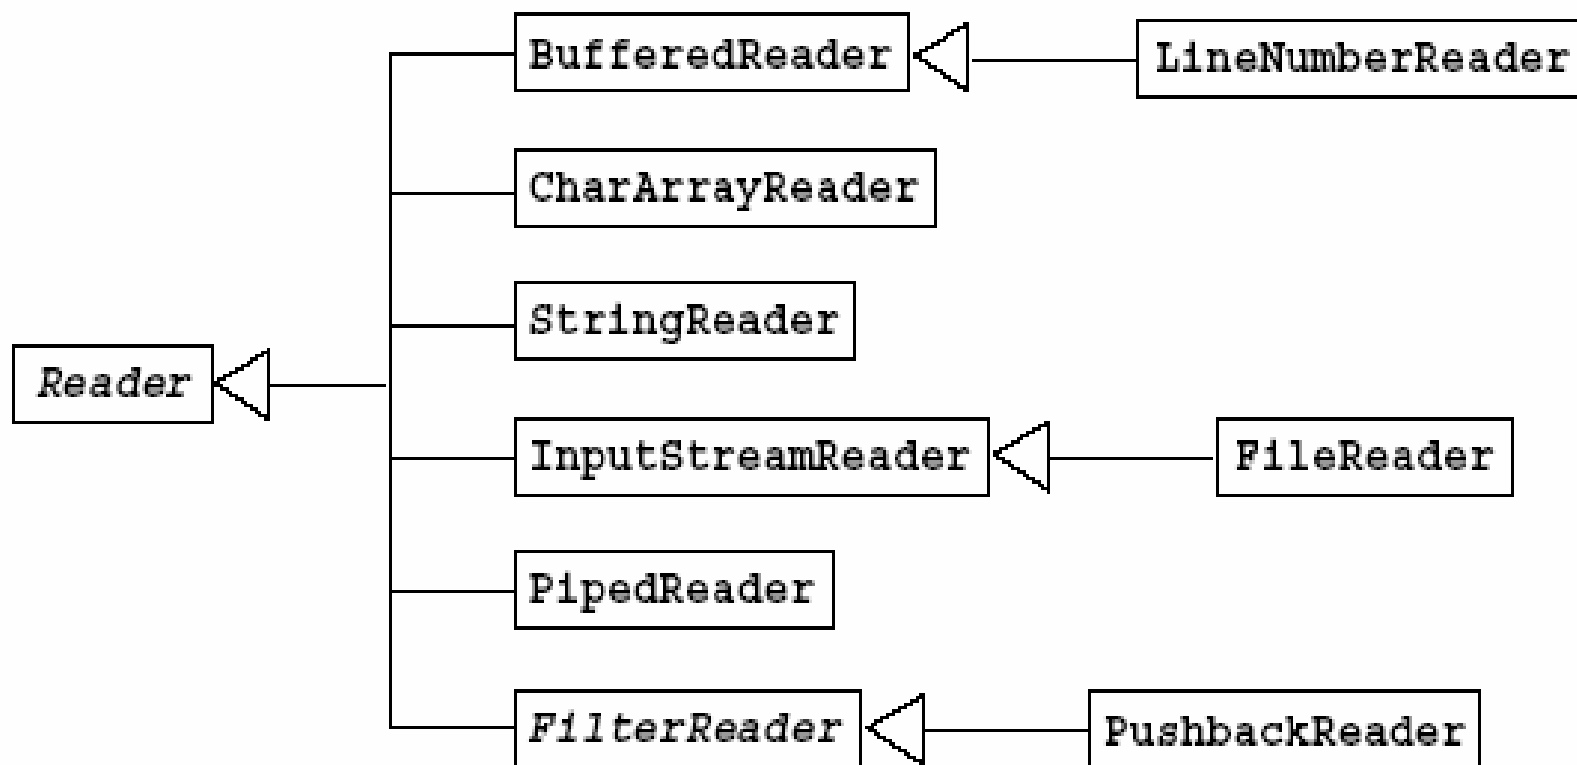 BufferedReader
LineNumberReader
CharArrayReader
StringReader
Reader
InputStreamReader
FileReader
PipedReader
FilterReader
PushbackReader